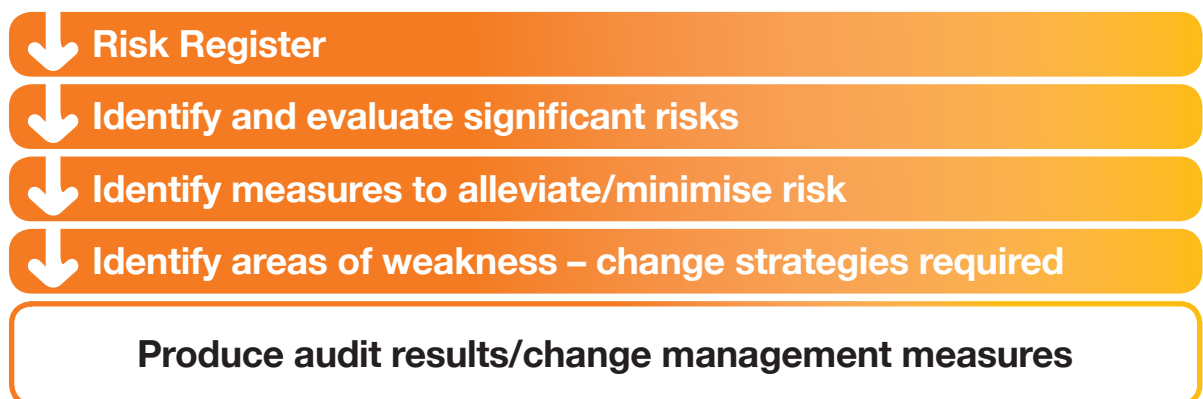 Risk Register
Identify and evaluate significant risks
Identify measures to alleviate/minimise risk
Identify areas of weakness – change strategies required
Produce audit results/change management measures